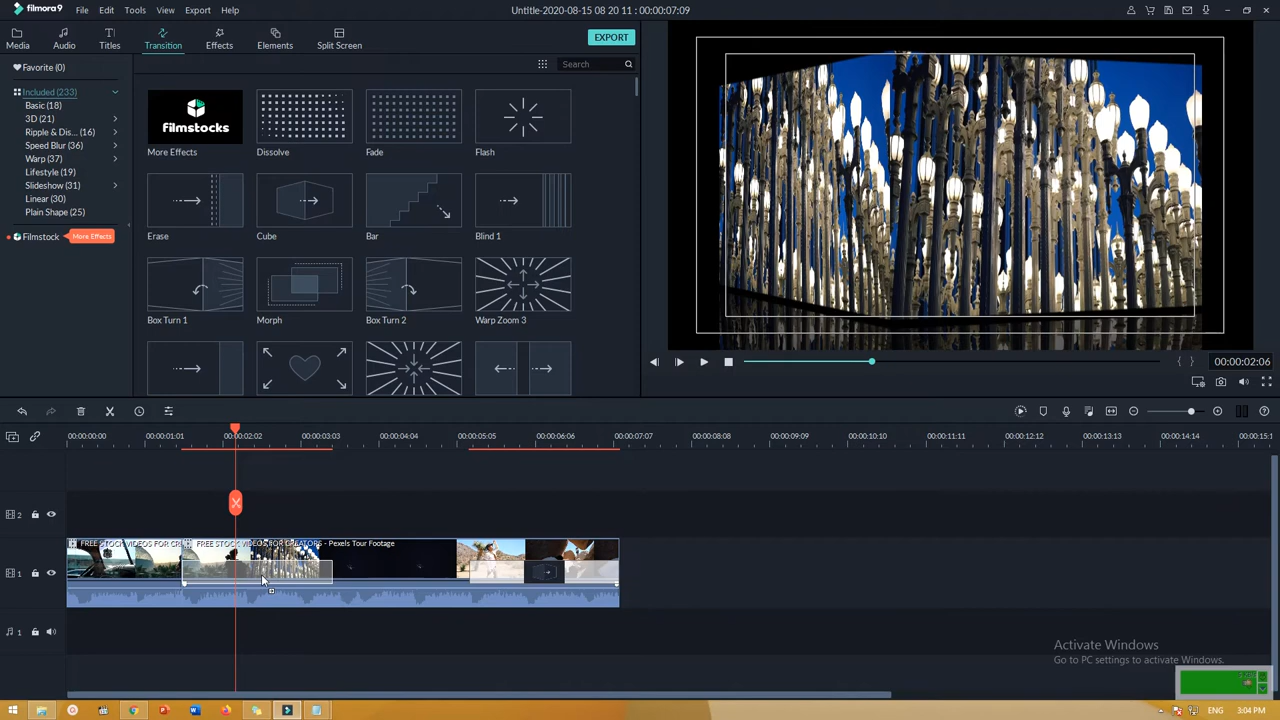 filmora9 File Edit Tools View Export Help Untitle-2020-08-15 08 20 11 : 00:00:07:09
Media Audio Titles Transition Effects Elements Split Screen EXPORT
Favorite (0)
Search
Included (233)
Basic (18)
3D (21)
Ripple & Dis... (16)
Speed Blur (36)
Warp (37)
Lifestyle (19)
Slideshow (31)
Linear (30)
Plain Shape (25)
Filmstock More Effects
filmstocks
More Effects Dissolve Fade Flash
Erase Cube Bar Blind 1
Box Turn 1 Morph Box Turn 2 Warp Zoom 3
00:00:02:06
00:00:00:00 00:00:01:01 00:00:02:02 00:00:03:03 00:00:04:04 00:00:05:05 00:00:06:06 00:00:07:07 00:00:08:08 00:00:09:09 00:00:10:10 00:00:11:11 00:00:12:12 00:00:13:13 00:00:14:14 00:00:15:1
2
FREE STOCK VIDEOS FOR CR FREE STOCK VIDEOS FOR CREATORS - Pexels Tour Footage
1
1
Activate Windows
Go to PC settings to activate Windows.
ENG 3:04 PM